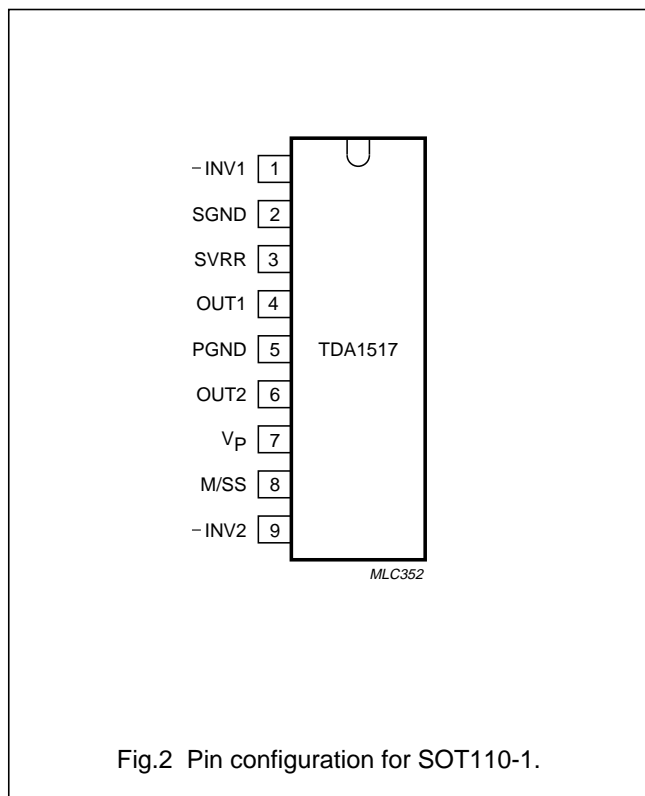 −INV1 1
SGND 2
SVRR 3
OUT1 4
PGND 5
OUT2 6
VP 7
M/SS 8
−INV2 9
TDA1517
MLC352
Fig.2 Pin configuration for SOT110-1.